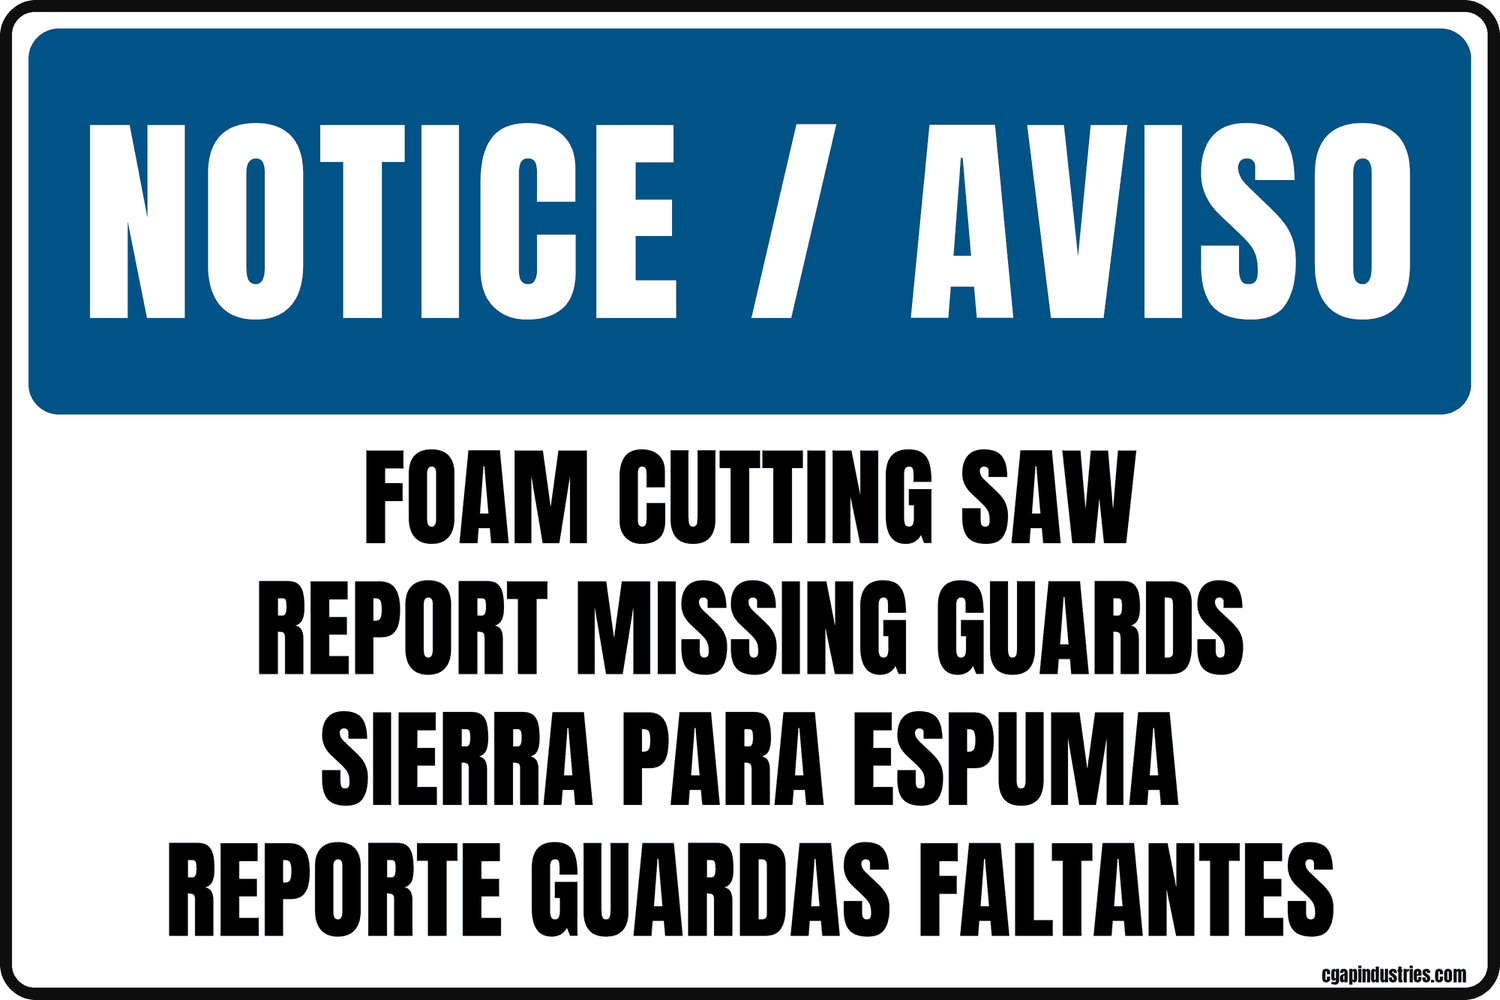 NOTICE / AVISO
FOAM CUTTING SAW
REPORT MISSING GUARDS
SIERRA PARA ESPUMA
REPORTE GUARDAS FALTANTES
cgapindustries.com